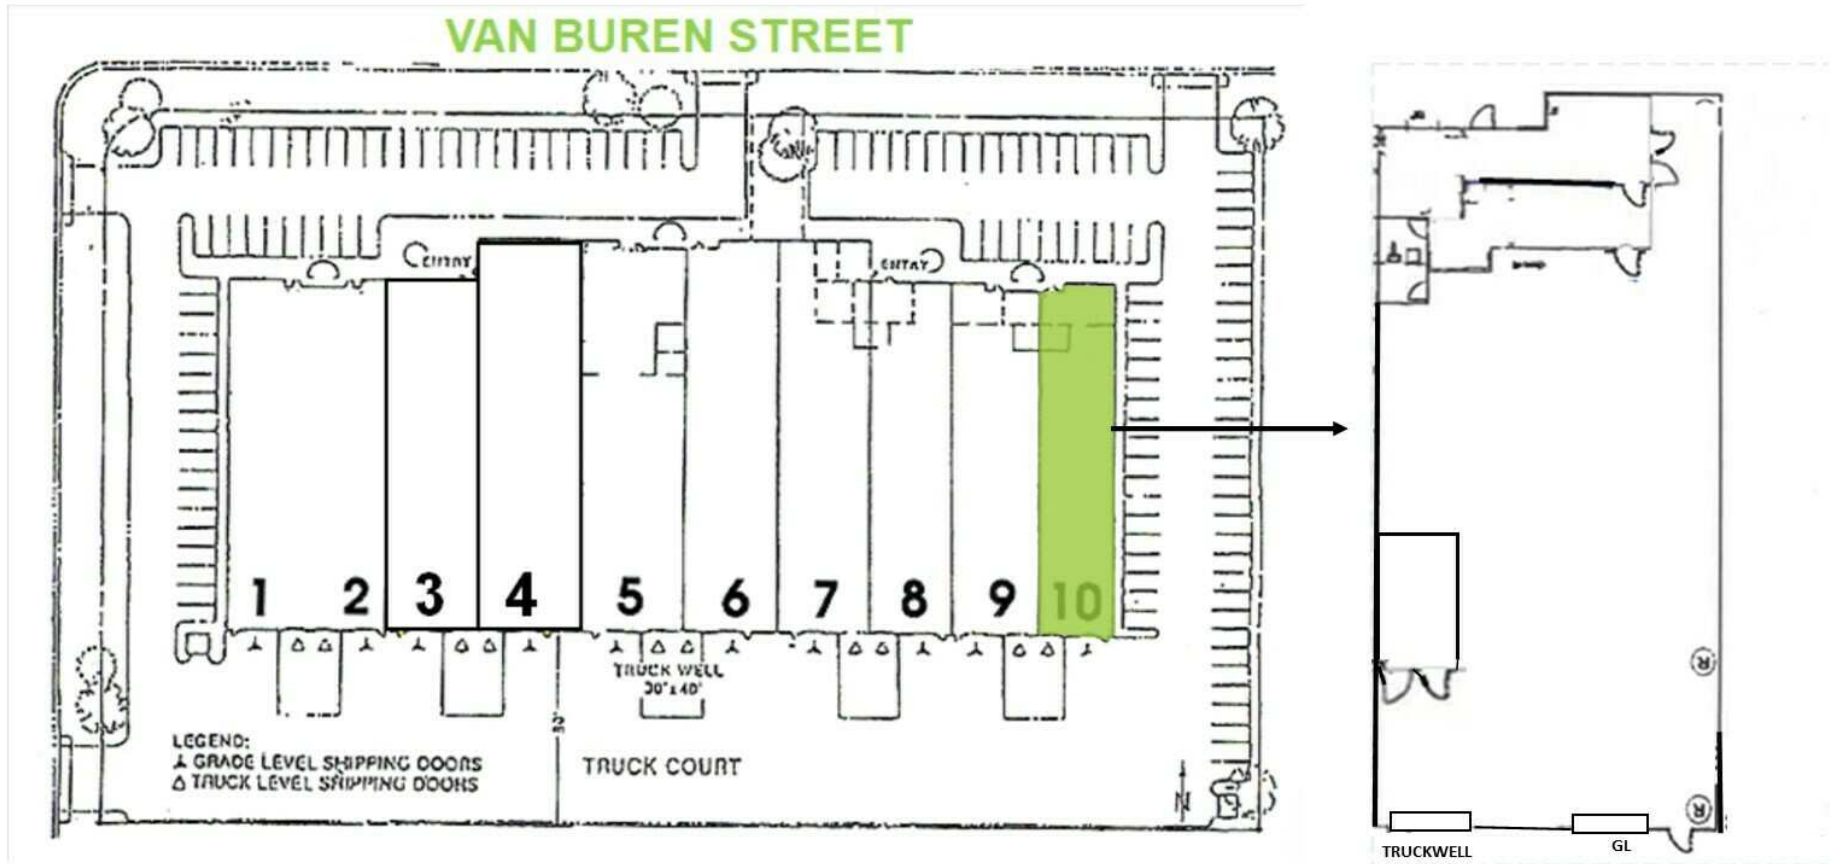 VAN BUREN STREET
ENTRY
ENTRY
1
2
3
4
5
6
7
8
9
10
TRUCK WELL
30'x40'
LEGEND:
GRADE LEVEL SHIPPING DOORS
TRUCK LEVEL SHIPPING DOORS
TRUCK COURT
N
R
R
TRUCKWELL
GL